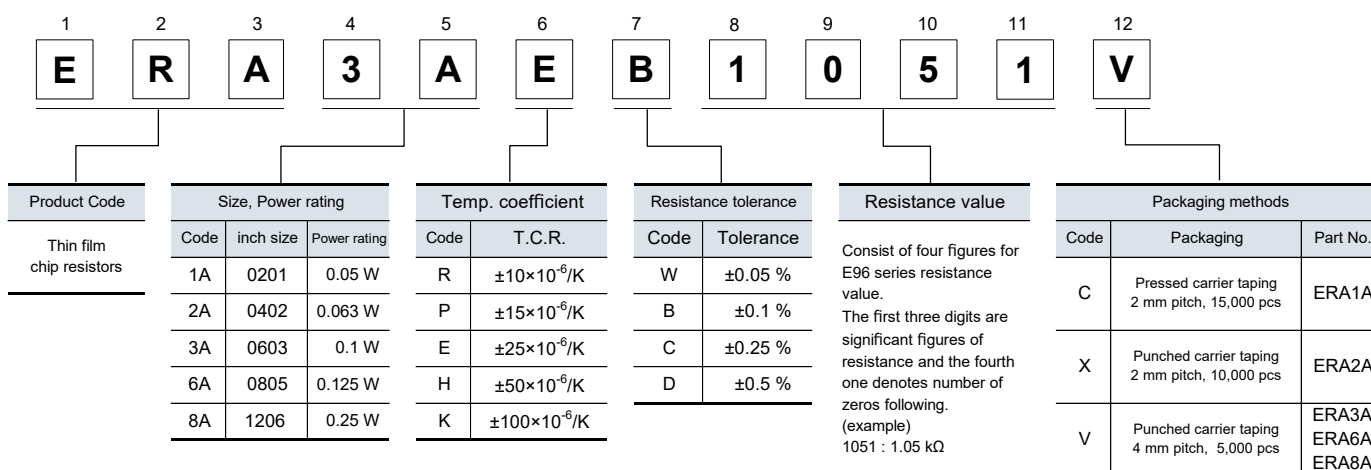 1 2 3 4 5 6 7 8 9 10 11 12
E R A 3 A E B 1 0 5 1 V
Product Code
Thin film
chip resistors
Size, Power rating
Code inch size Power rating
1A 0201 0.05 W
2A 0402 0.063 W
3A 0603 0.1 W
6A 0805 0.125 W
8A 1206 0.25 W
Temp. coefficient
Code T.C.R.
R ±10×10⁻⁶/K
P ±15×10⁻⁶/K
E ±25×10⁻⁶/K
H ±50×10⁻⁶/K
K ±100×10⁻⁶/K
Resistance tolerance
Code Tolerance
W ±0.05 %
B ±0.1 %
C ±0.25 %
D ±0.5 %
Resistance value
Consist of four figures for
E96 series resistance
value.
The first three digits are
significant figures of
resistance and the fourth
one denotes number of
zeros following.
(example)
1051 : 1.05 kΩ
Packaging methods
Code Packaging Part No.
C Pressed carrier taping
2 mm pitch, 15,000 pcs
ERA1A
X Punched carrier taping
2 mm pitch, 10,000 pcs
ERA2A
V Punched carrier taping
4 mm pitch, 5,000 pcs
ERA3A
ERA6A
ERA8A